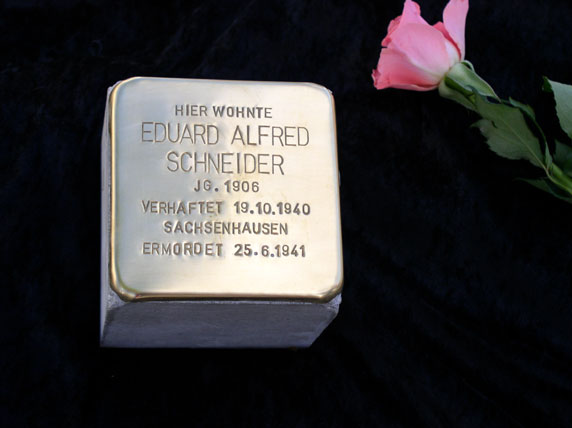 HIER WOHNTE
EDUARD ALFRED
SCHNEIDER
JG. 1906
VERHAFTET 19.10.1940
SACHSENHAUSEN
ERMORDET 25.6.1941